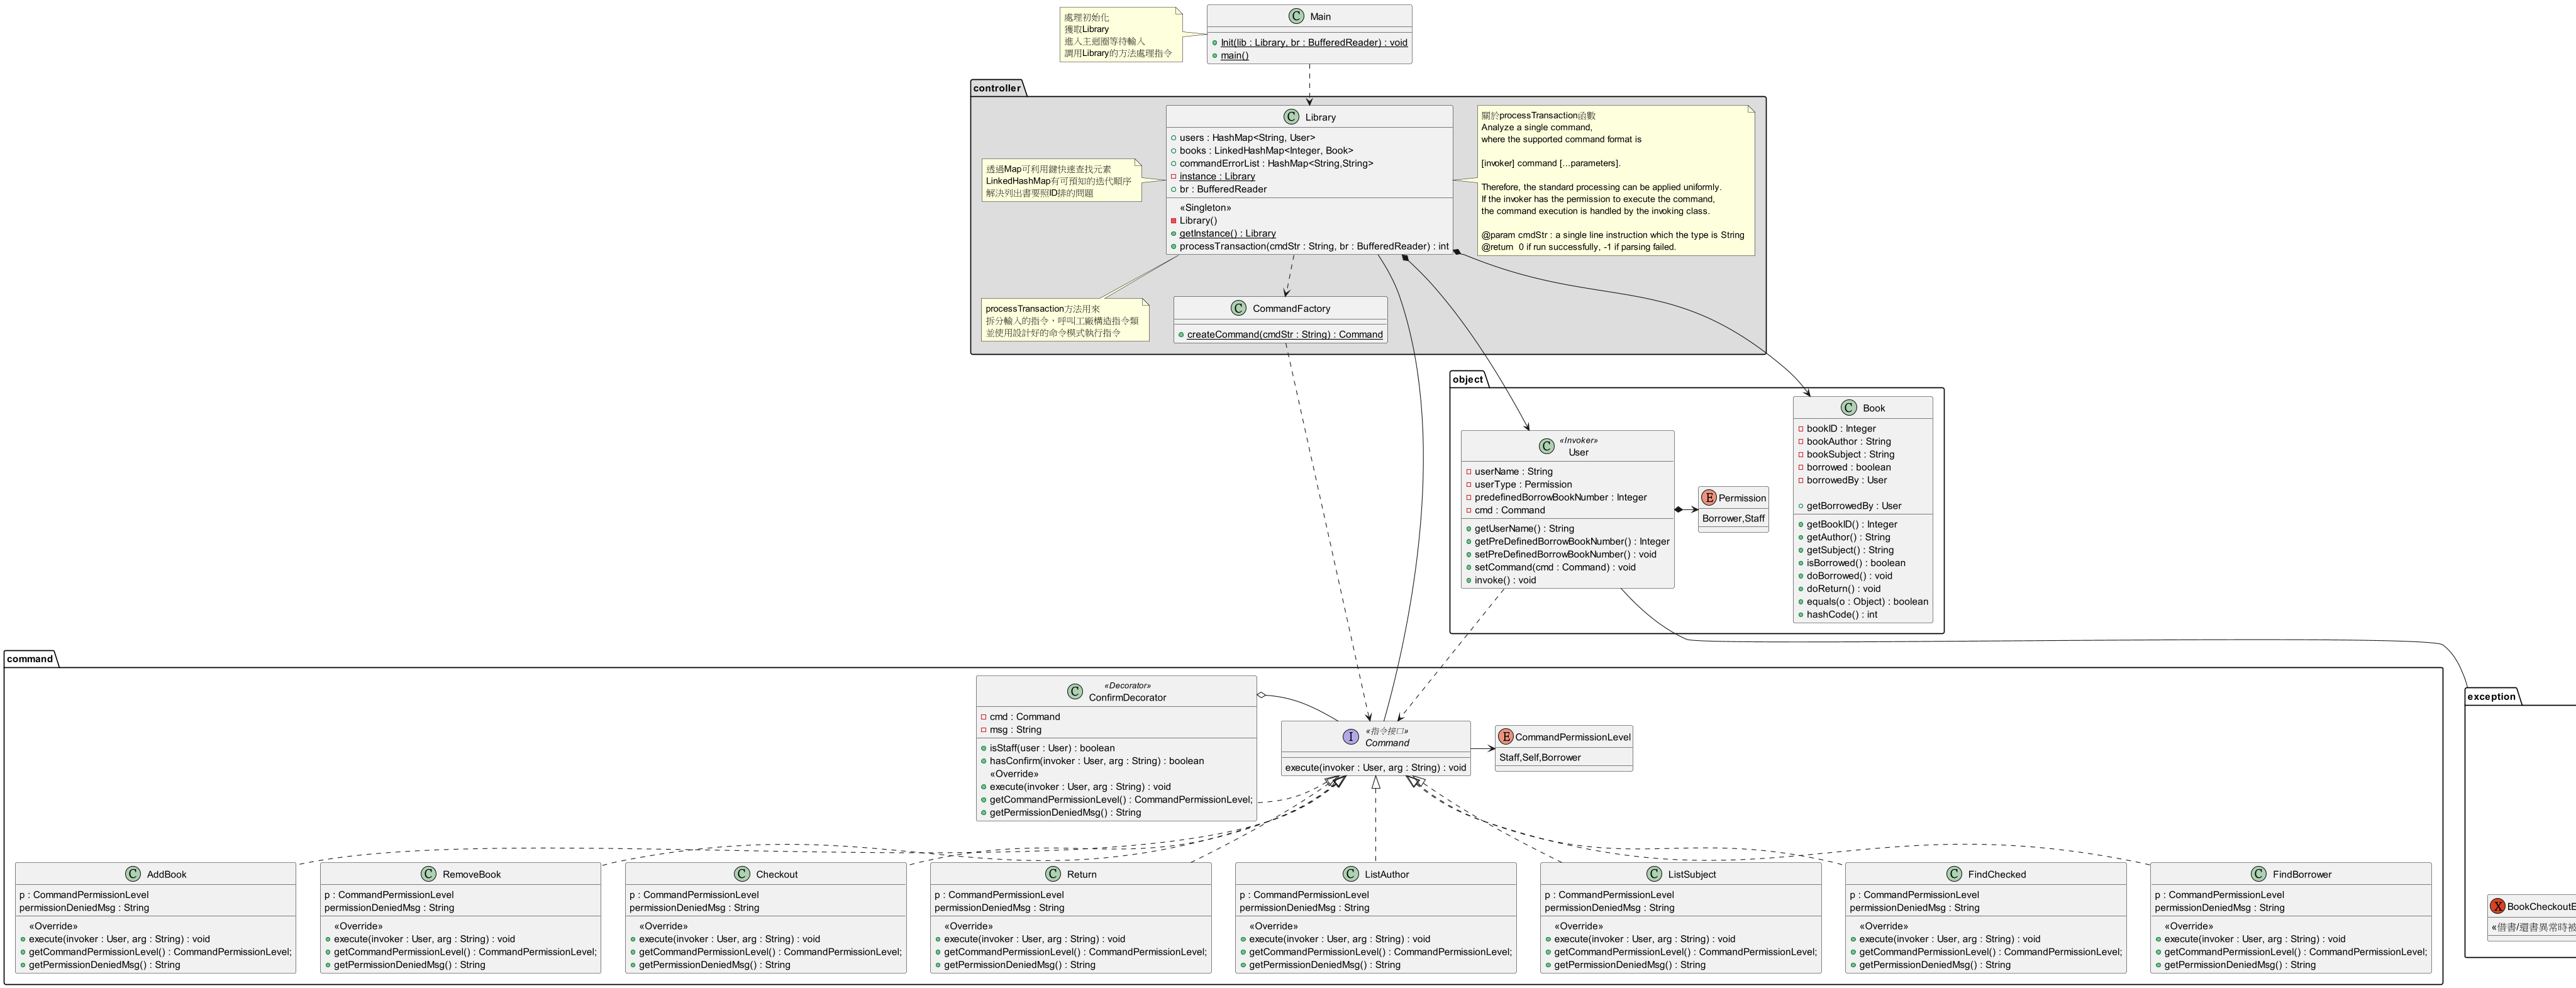 處理初始化
獲取Library
進入主迴圈等待輸入
調用Library的方法處理指令
Main
Init(lib : Library, br : BufferedReader) : void
main()
controller
Library
users : HashMap<String, User>
books : LinkedHashMap<Integer, Book>
commandErrorList : HashMap<String,String>
instance : Library
br : BufferedReader
«Singleton»
Library()
getInstance() : Library
processTransaction(cmdStr : String, br : BufferedReader) : int
透過Map可利用鍵快速查找元素
LinkedHashMap有可預知的迭代順序
解決列出書要照ID排的問題
關於processTransaction函數
Analyze a single command,
where the supported command format is
[invoker] command [...parameters].
Therefore, the standard processing can be applied uniformly.
If the invoker has the permission to execute the command,
the command execution is handled by the invoking class.
@param cmdStr : a single line instruction which the type is String
@return  0 if run successfully, -1 if parsing failed.
processTransaction方法用來
拆分輸入的指令，呼叫工廠構造指令類
並使用設計好的命令模式執行指令
CommandFactory
createCommand(cmdStr : String) : Command
object
«Invoker»
User
userName : String
userType : Permission
predefinedBorrowBookNumber : Integer
cmd : Command
getUserName() : String
getPreDefinedBorrowBookNumber() : Integer
setPreDefinedBorrowBookNumber() : void
setCommand(cmd : Command) : void
invoke() : void
Permission
Borrower,Staff
Book
bookID : Integer
bookAuthor : String
bookSubject : String
borrowed : boolean
borrowedBy : User
getBorrowedBy : User
getBookID() : Integer
getAuthor() : String
getSubject() : String
isBorrowed() : boolean
doBorrowed() : void
doReturn() : void
equals(o : Object) : boolean
hashCode() : int
command
«Decorator»
ConfirmDecorator
cmd : Command
msg : String
isStaff(user : User) : boolean
hasConfirm(invoker : User, arg : String) : boolean
«Override»
execute(invoker : User, arg : String) : void
getCommandPermissionLevel() : CommandPermissionLevel;
getPermissionDeniedMsg() : String
«指令接口»
Command
execute(invoker : User, arg : String) : void
CommandPermissionLevel
Staff,Self,Borrower
AddBook
p : CommandPermissionLevel
permissionDeniedMsg : String
«Override»
execute(invoker : User, arg : String) : void
getCommandPermissionLevel() : CommandPermissionLevel;
getPermissionDeniedMsg() : String
RemoveBook
p : CommandPermissionLevel
permissionDeniedMsg : String
«Override»
execute(invoker : User, arg : String) : void
getCommandPermissionLevel() : CommandPermissionLevel;
getPermissionDeniedMsg() : String
Checkout
p : CommandPermissionLevel
permissionDeniedMsg : String
«Override»
execute(invoker : User, arg : String) : void
getCommandPermissionLevel() : CommandPermissionLevel;
getPermissionDeniedMsg() : String
Return
p : CommandPermissionLevel
permissionDeniedMsg : String
«Override»
execute(invoker : User, arg : String) : void
getCommandPermissionLevel() : CommandPermissionLevel;
getPermissionDeniedMsg() : String
ListAuthor
p : CommandPermissionLevel
permissionDeniedMsg : String
«Override»
execute(invoker : User, arg : String) : void
getCommandPermissionLevel() : CommandPermissionLevel;
getPermissionDeniedMsg() : String
ListSubject
p : CommandPermissionLevel
permissionDeniedMsg : String
«Override»
execute(invoker : User, arg : String) : void
getCommandPermissionLevel() : CommandPermissionLevel;
getPermissionDeniedMsg() : String
FindChecked
p : CommandPermissionLevel
permissionDeniedMsg : String
«Override»
execute(invoker : User, arg : String) : void
getCommandPermissionLevel() : CommandPermissionLevel;
getPermissionDeniedMsg() : String
FindBorrower
p : CommandPermissionLevel
permissionDeniedMsg : String
«Override»
execute(invoker : User, arg : String) : void
getCommandPermissionLevel() : CommandPermissionLevel;
getPermissionDeniedMsg() : String
exception
BookCheckoutE
«借書/還書異常時被